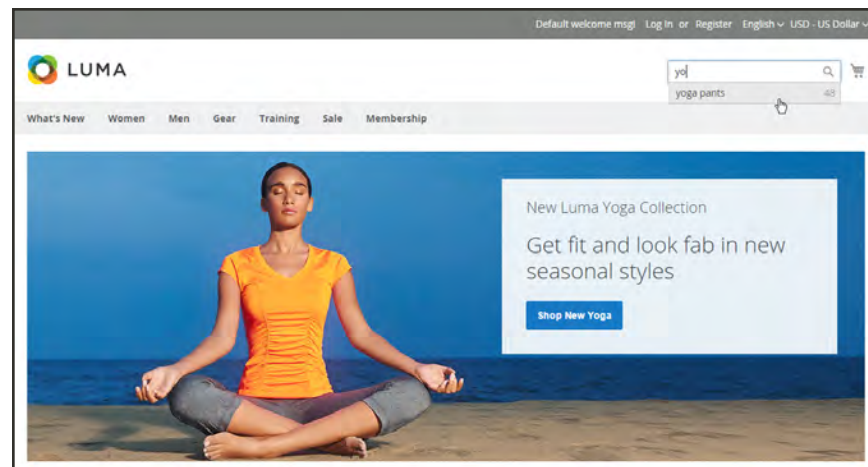 Default welcome msg! Log In or Register English USD - US Dollar
LUMA
yo
yoga pants 48
What's New Women Men Gear Training Sale Membership
New Luma Yoga Collection
Get fit and look fab in new
seasonal styles
Shop New Yoga